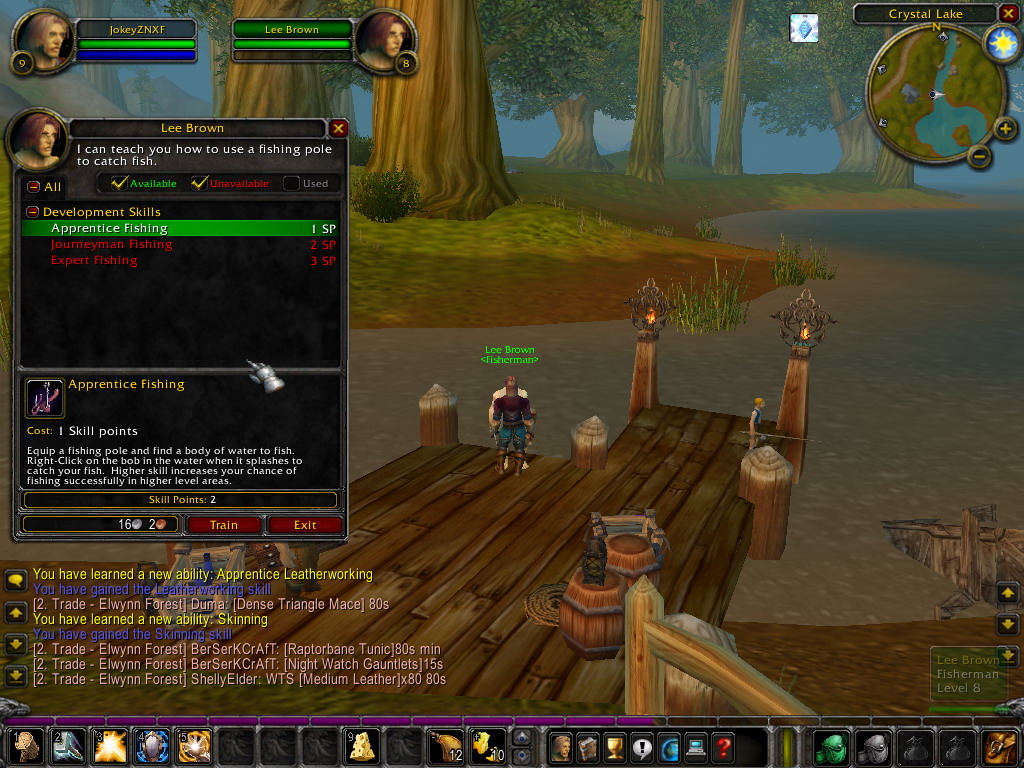 JokeyZNXF
9
Lee Brown
8
Crystal Lake
N
Lee Brown
I can teach you how to use a fishing pole
to catch fish.
All
Available
Unavailable
Used
Development Skills
Apprentice Fishing 1 SP
Journeyman Fishing 2 SP
Expert Fishing 3 SP
Apprentice Fishing
Cost: 1 Skill points
Equip a fishing pole and find a body of water to fish.
Right-Click on the bob in the water when it splashes to
catch your fish. Higher skill increases your chance of
fishing successfully in higher level areas.
Skill Points: 2
16 2
Train
Exit
Lee Brown
<Fisherman>
You have learned a new ability: Apprentice Leatherworking
You have gained the Leatherworking skill
[2. Trade - Elwynn Forest] Duma: [Dense Triangle Mace] 80s
You have learned a new ability: Skinning
You have gained the Skinning skill
[2. Trade - Elwynn Forest] BerSerKCrAfT: [Raptorbane Tunic]80s min
[2. Trade - Elwynn Forest] BerSerKCrAfT: [Night Watch Gauntlets]15s
[2. Trade - Elwynn Forest] ShellyElder: WTS [Medium Leather]x80 80s
Lee Brown
Fisherman
Level 8
1
2
3
4
5
9
12
10